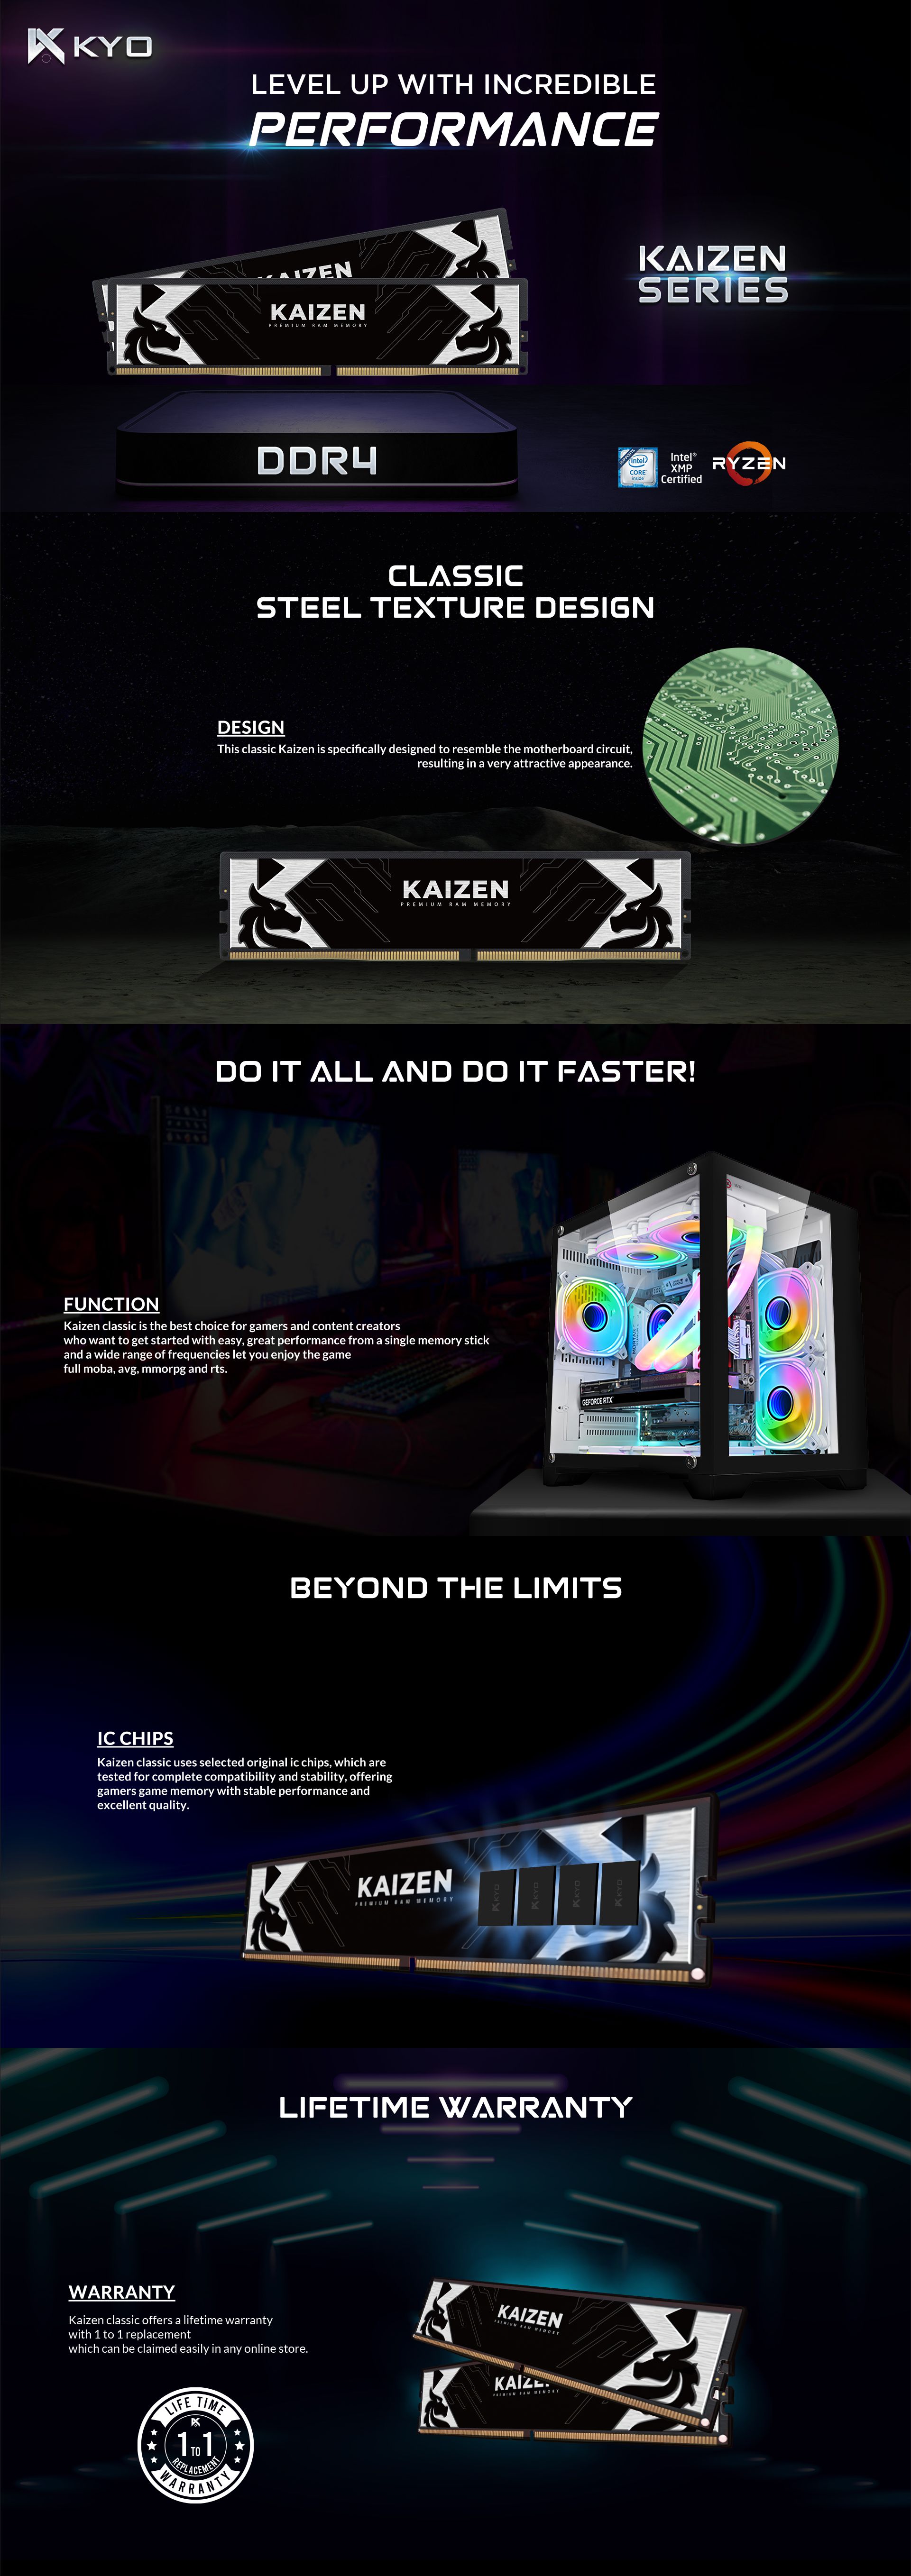 KYO
LEVEL UP WITH INCREDIBLE
PERFORMANCE
KAIZEN
KAIZEN
PREMIUM RAM MEMORY
KAIZEN
SERIES
DDR4
intel
CORE
inside
Intel®
XMP
Certified
RYZEN
CLASSIC
STEEL TEXTURE DESIGN
DESIGN
This classic Kaizen is specifically designed to resemble the motherboard circuit,
resulting in a very attractive appearance.
KAIZEN
PREMIUM RAM MEMORY
DO IT ALL AND DO IT FASTER!
FUNCTION
Kaizen classic is the best choice for gamers and content creators
who want to get started with easy, great performance from a single memory stick
and a wide range of frequencies let you enjoy the game
full moba, avg, mmorpg and rts.
GEFORCE RTX
BEYOND THE LIMITS
IC CHIPS
Kaizen classic uses selected original ic chips, which are
tested for complete compatibility and stability, offering
gamers game memory with stable performance and
excellent quality.
KAIZEN
PREMIUM RAM MEMORY
KYO
KYO
KYO
KYO
LIFETIME WARRANTY
WARRANTY
Kaizen classic offers a lifetime warranty
with 1 to 1 replacement
which can be claimed easily in any online store.
KAIZEN
PREMIUM RAM MEMORY
KAIZE
PREMIUM RAM MEMORY
LIFE TIME
1 TO 1
REPLACEMENT
WARRANTY